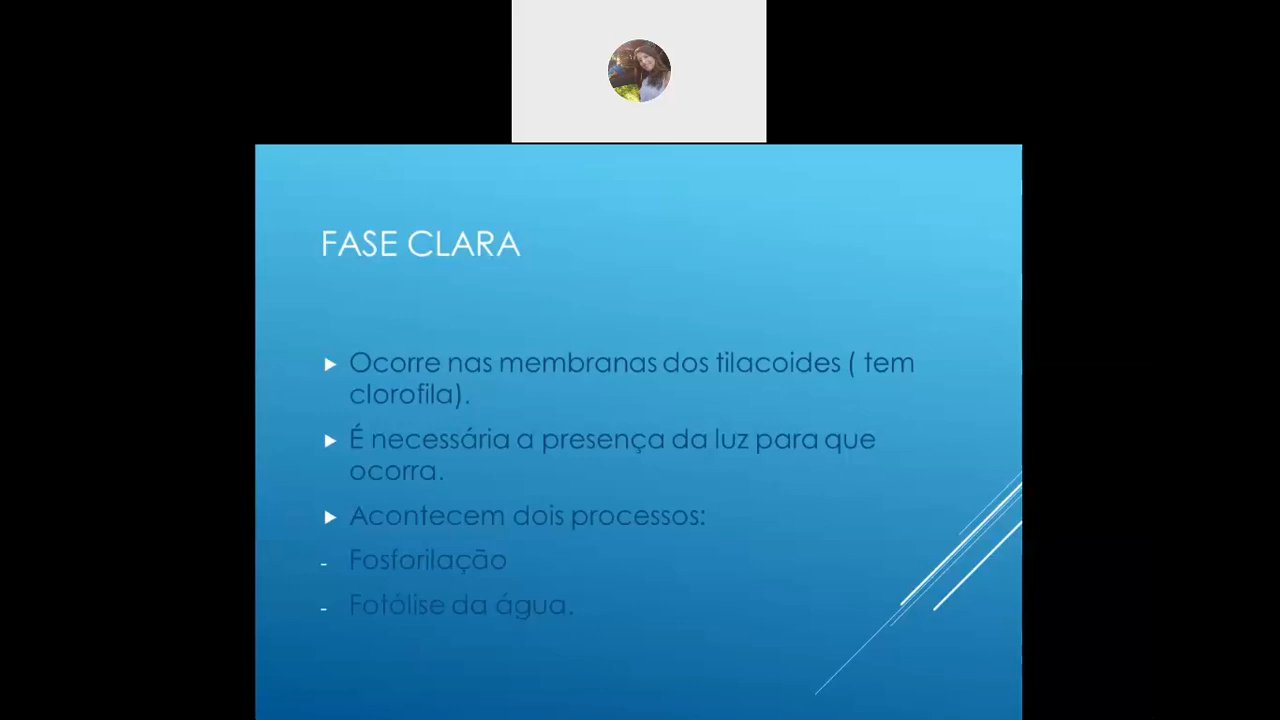 FASE CLARA
Ocorre nas membranas dos tilacoides ( tem
clorofila).
É necessária a presença da luz para que
ocorra.
Acontecem dois processos:
- Fosforilação
- Fotólise da água.